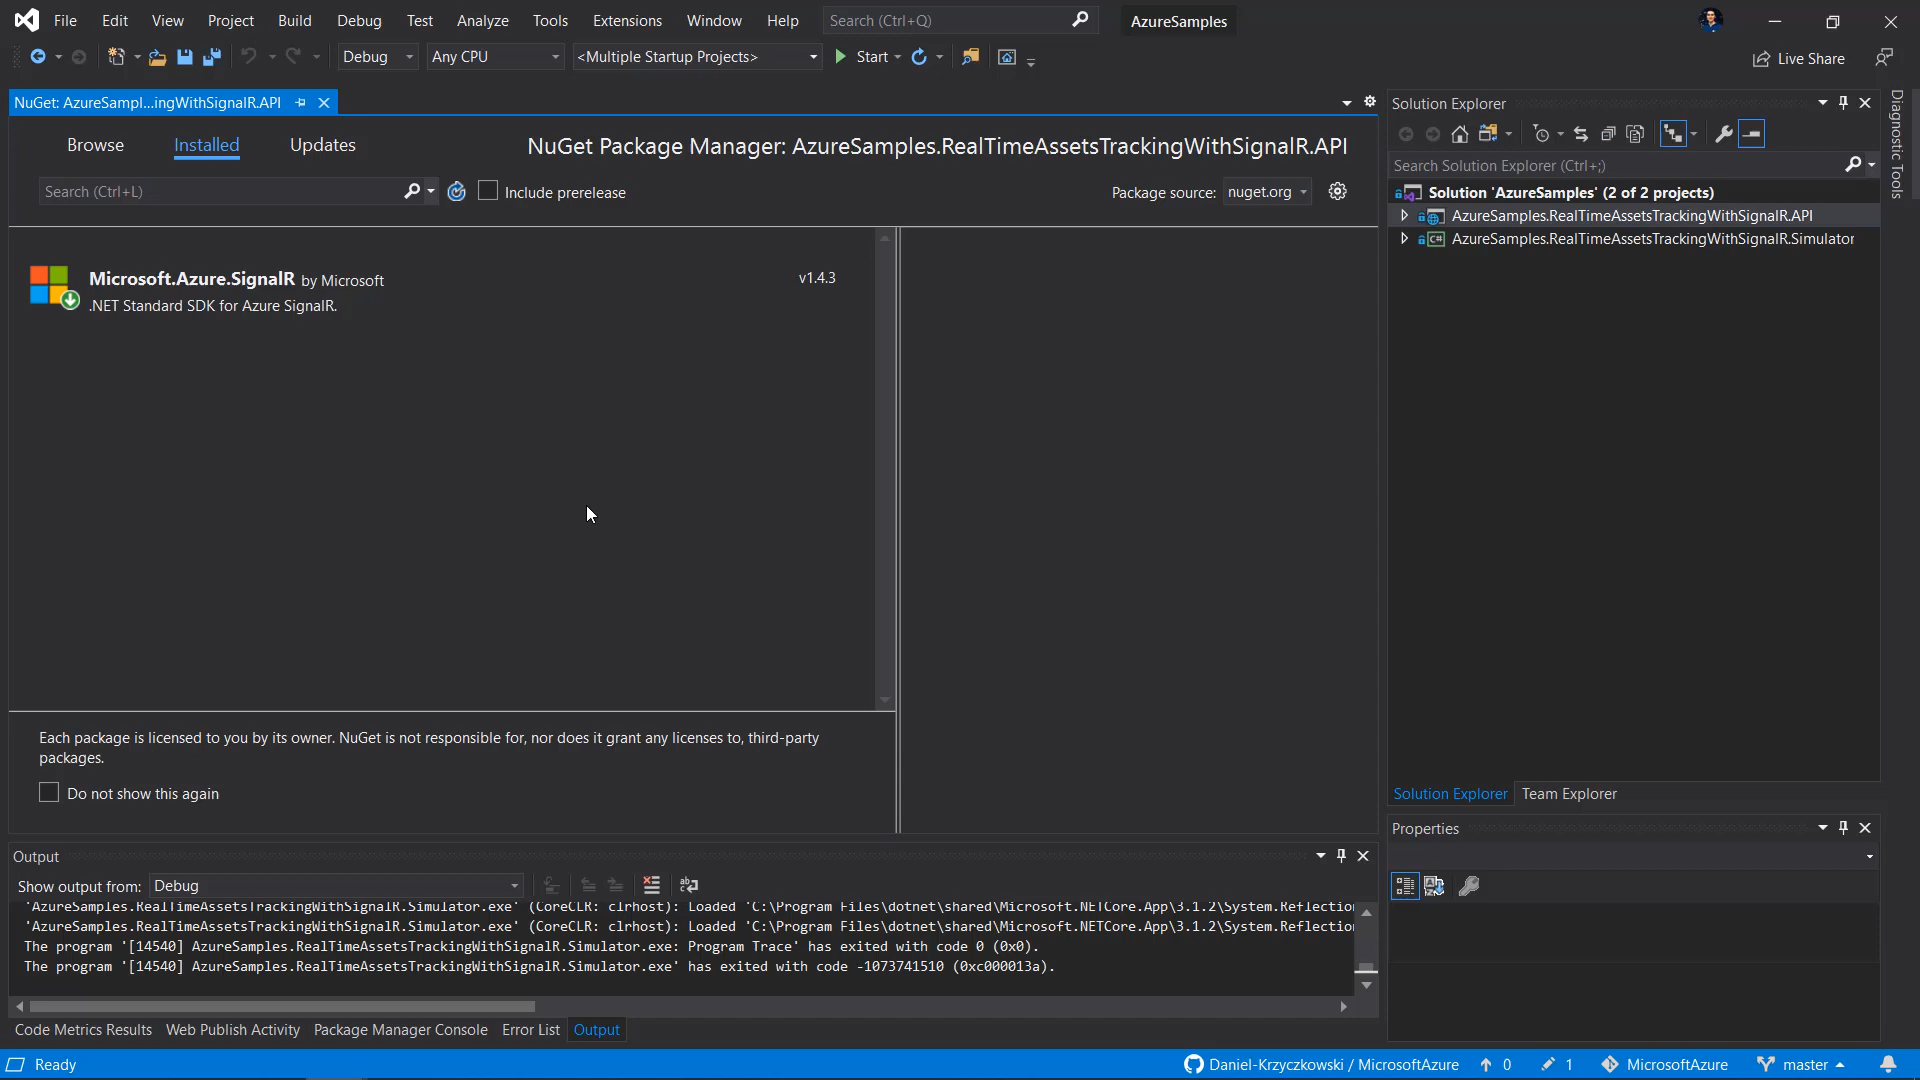 File Edit View Project Build Debug Test Analyze Tools Extensions Window Help Search (Ctrl+Q) AzureSamples
Debug Any CPU <Multiple Startup Projects> Start Live Share
NuGet: AzureSampl...ingWithSignalR.API
Browse Installed Updates NuGet Package Manager: AzureSamples.RealTimeAssetsTrackingWithSignalR.API
Search (Ctrl+L) Include prerelease Package source: nuget.org
Microsoft.Azure.SignalR by Microsoft v1.4.3
.NET Standard SDK for Azure SignalR.
Each package is licensed to you by its owner. NuGet is not responsible for, nor does it grant any licenses to, third-party
packages.
Do not show this again
Solution Explorer
Search Solution Explorer (Ctrl+;)
Solution 'AzureSamples' (2 of 2 projects)
AzureSamples.RealTimeAssetsTrackingWithSignalR.API
C# AzureSamples.RealTimeAssetsTrackingWithSignalR.Simulator
Solution Explorer Team Explorer
Properties
Diagnostic Tools
Output
Show output from: Debug
'AzureSamples.RealTimeAssetsTrackingWithSignalR.Simulator.exe' (CoreCLR: clrhost): Loaded 'C:\Program Files\dotnet\shared\Microsoft.NETCore.App\3.1.2\System.Reflection
'AzureSamples.RealTimeAssetsTrackingWithSignalR.Simulator.exe' (CoreCLR: clrhost): Loaded 'C:\Program Files\dotnet\shared\Microsoft.NETCore.App\3.1.2\System.Reflection
The program '[14540] AzureSamples.RealTimeAssetsTrackingWithSignalR.Simulator.exe: Program Trace' has exited with code 0 (0x0).
The program '[14540] AzureSamples.RealTimeAssetsTrackingWithSignalR.Simulator.exe' has exited with code -1073741510 (0xc000013a).
Code Metrics Results Web Publish Activity Package Manager Console Error List Output
Ready Daniel-Krzyczkowski / MicrosoftAzure 0 1 MicrosoftAzure master